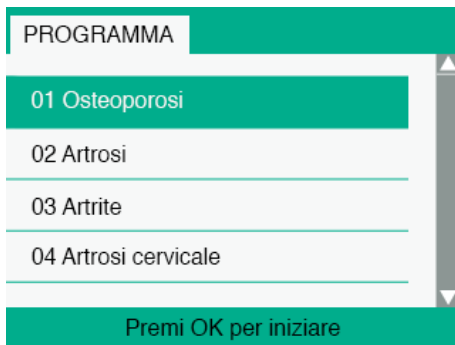 PROGRAMMA
01 Osteoporosi
02 Artrosi
03 Artrite
04 Artrosi cervicale
Premi OK per iniziare